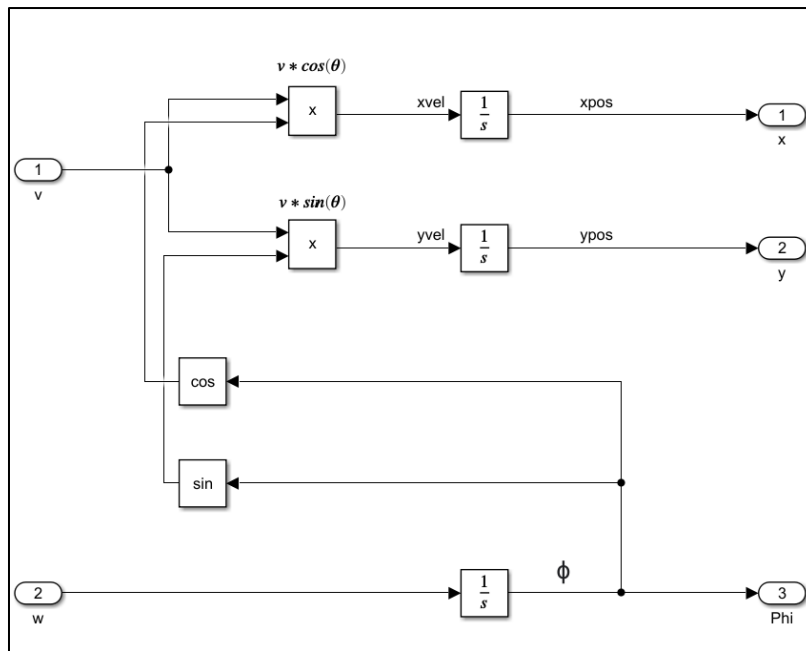 v ∗ cos(θ)
x
xvel
1
s
xpos
1
x
1
v
v ∗ sin(θ)
x
yvel
1
s
ypos
2
y
cos
sin
2
w
1
s
ϕ
3
Phi